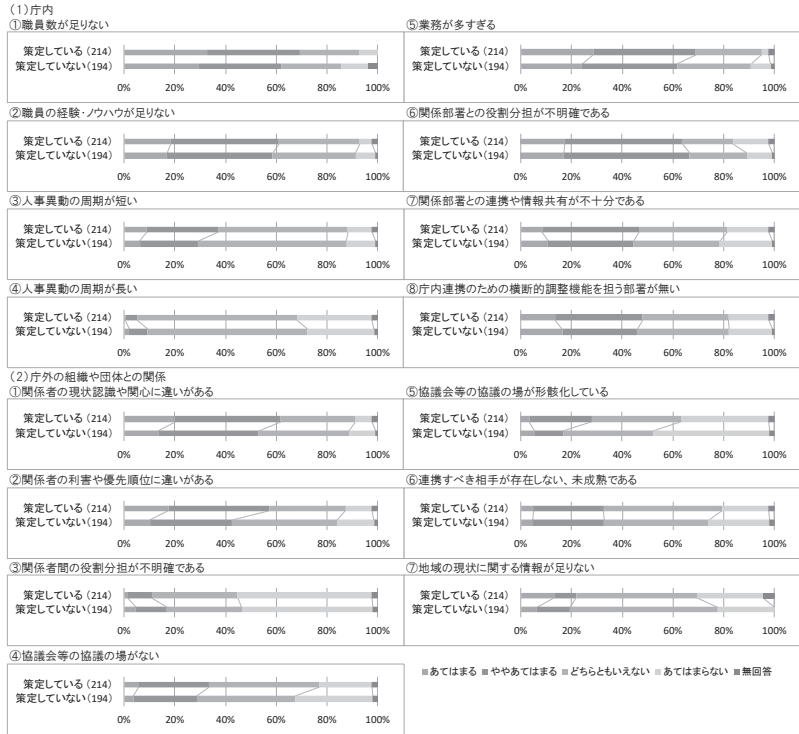 （1）庁内
①職員数が足りない
策定している（214）
策定していない（194）
0% 20% 40% 60% 80% 100%
②職員の経験・ノウハウが足りない
策定している（214）
策定していない（194）
0% 20% 40% 60% 80% 100%
③人事異動の周期が短い
策定している（214）
策定していない（194）
0% 20% 40% 60% 80% 100%
④人事異動の周期が長い
策定している（214）
策定していない（194）
0% 20% 40% 60% 80% 100%
⑤業務が多すぎる
策定している（214）
策定していない（194）
0% 20% 40% 60% 80% 100%
⑥関係部署との役割分担が不明確である
策定している（214）
策定していない（194）
0% 20% 40% 60% 80% 100%
⑦関係部署との連携や情報共有が不十分である
策定している（214）
策定していない（194）
0% 20% 40% 60% 80% 100%
⑧庁内連携のための横断的調整機能を担う部署が無い
策定している（214）
策定していない（194）
0% 20% 40% 60% 80% 100%
（2）庁外の組織や団体との関係
①関係者の現状認識や関心に違いがある
策定している（214）
策定していない（194）
0% 20% 40% 60% 80% 100%
②関係者の利害や優先順位に違いがある
策定している（214）
策定していない（194）
0% 20% 40% 60% 80% 100%
③関係者間の役割分担が不明確である
策定している（214）
策定していない（194）
0% 20% 40% 60% 80% 100%
④協議会等の協議の場がない
策定している（214）
策定していない（194）
0% 20% 40% 60% 80% 100%
⑤協議会等の協議の場が形骸化している
策定している（214）
策定していない（194）
0% 20% 40% 60% 80% 100%
⑥連携すべき相手が存在しない、未成熟である
策定している（214）
策定していない（194）
0% 20% 40% 60% 80% 100%
⑦地域の現状に関する情報が足りない
策定している（214）
策定していない（194）
0% 20% 40% 60% 80% 100%
あてはまる ややあてはまる どちらともいえない あてはまらない 無回答